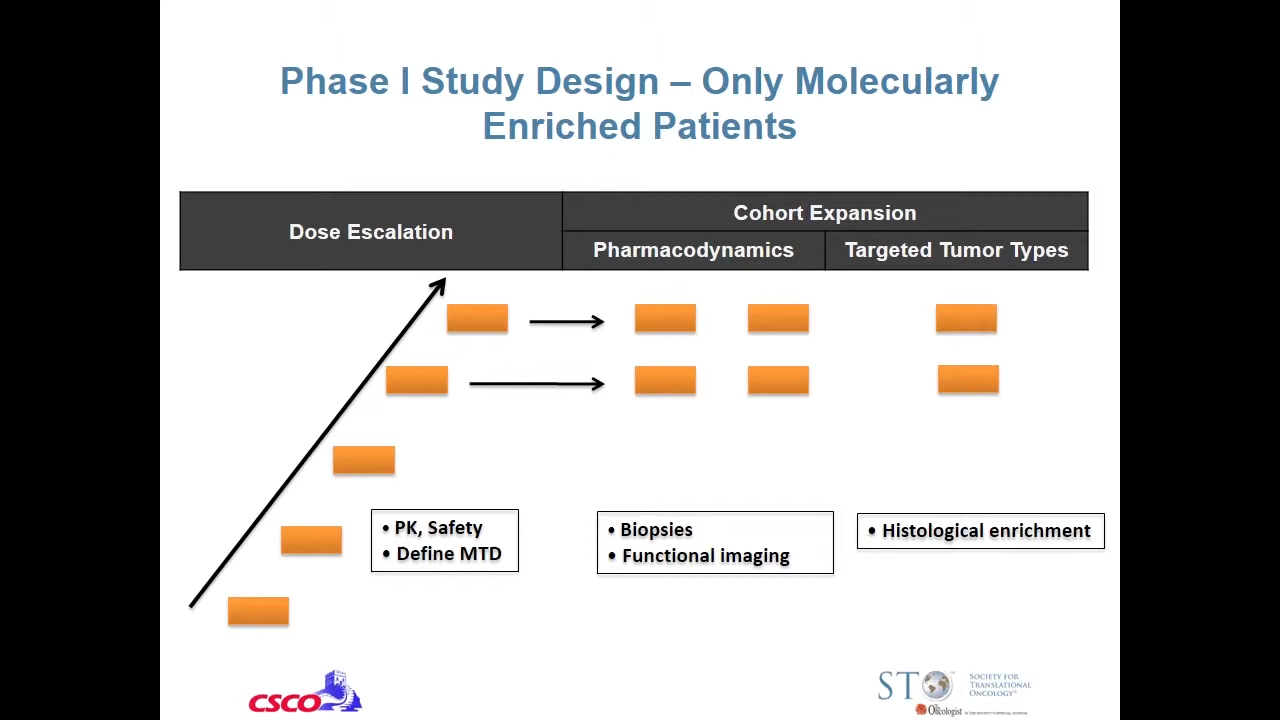 Phase I Study Design – Only Molecularly
Enriched Patients
Dose Escalation
Cohort Expansion
Pharmacodynamics
Targeted Tumor Types
• PK, Safety
• Define MTD
• Biopsies
• Functional imaging
• Histological enrichment
CSCO
STO
SOCIETY FOR
TRANSLATIONAL
ONCOLOGY
The Oncologist